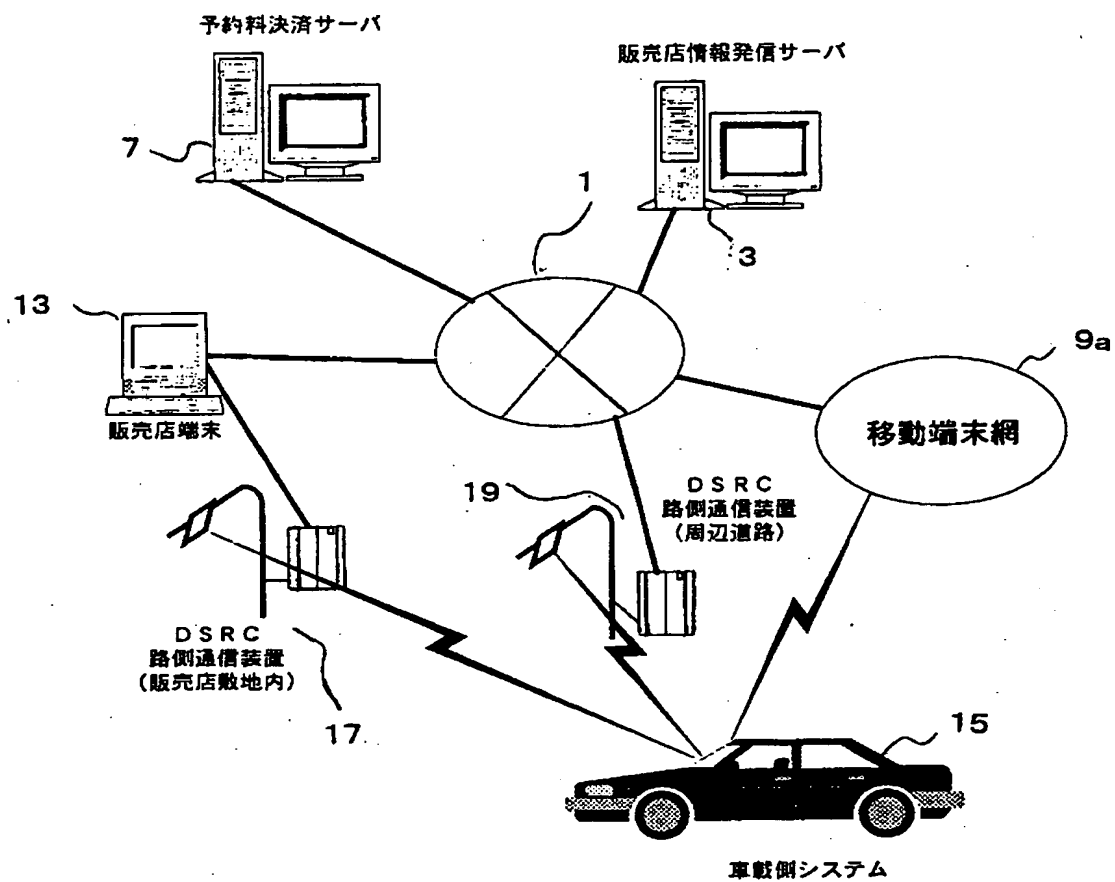 予約料決済サーバ
販売店情報発信サーバ
7
1
3
13
9a
販売店端末
移動端末網
19
DSRC
路側通信装置
(周辺道路)
DSRC
路側通信装置
(販売店敷地内)
17
15
車載側システム